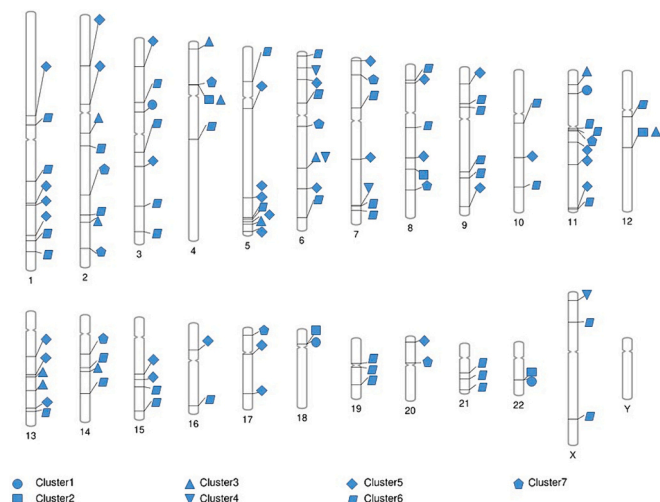 1 2 3 4 5 6 7 8 9 10 11 12
13 14 15 16 17 18 19 20 21 22 X Y
Cluster1 Cluster3 Cluster5 Cluster7
Cluster2 Cluster4 Cluster6